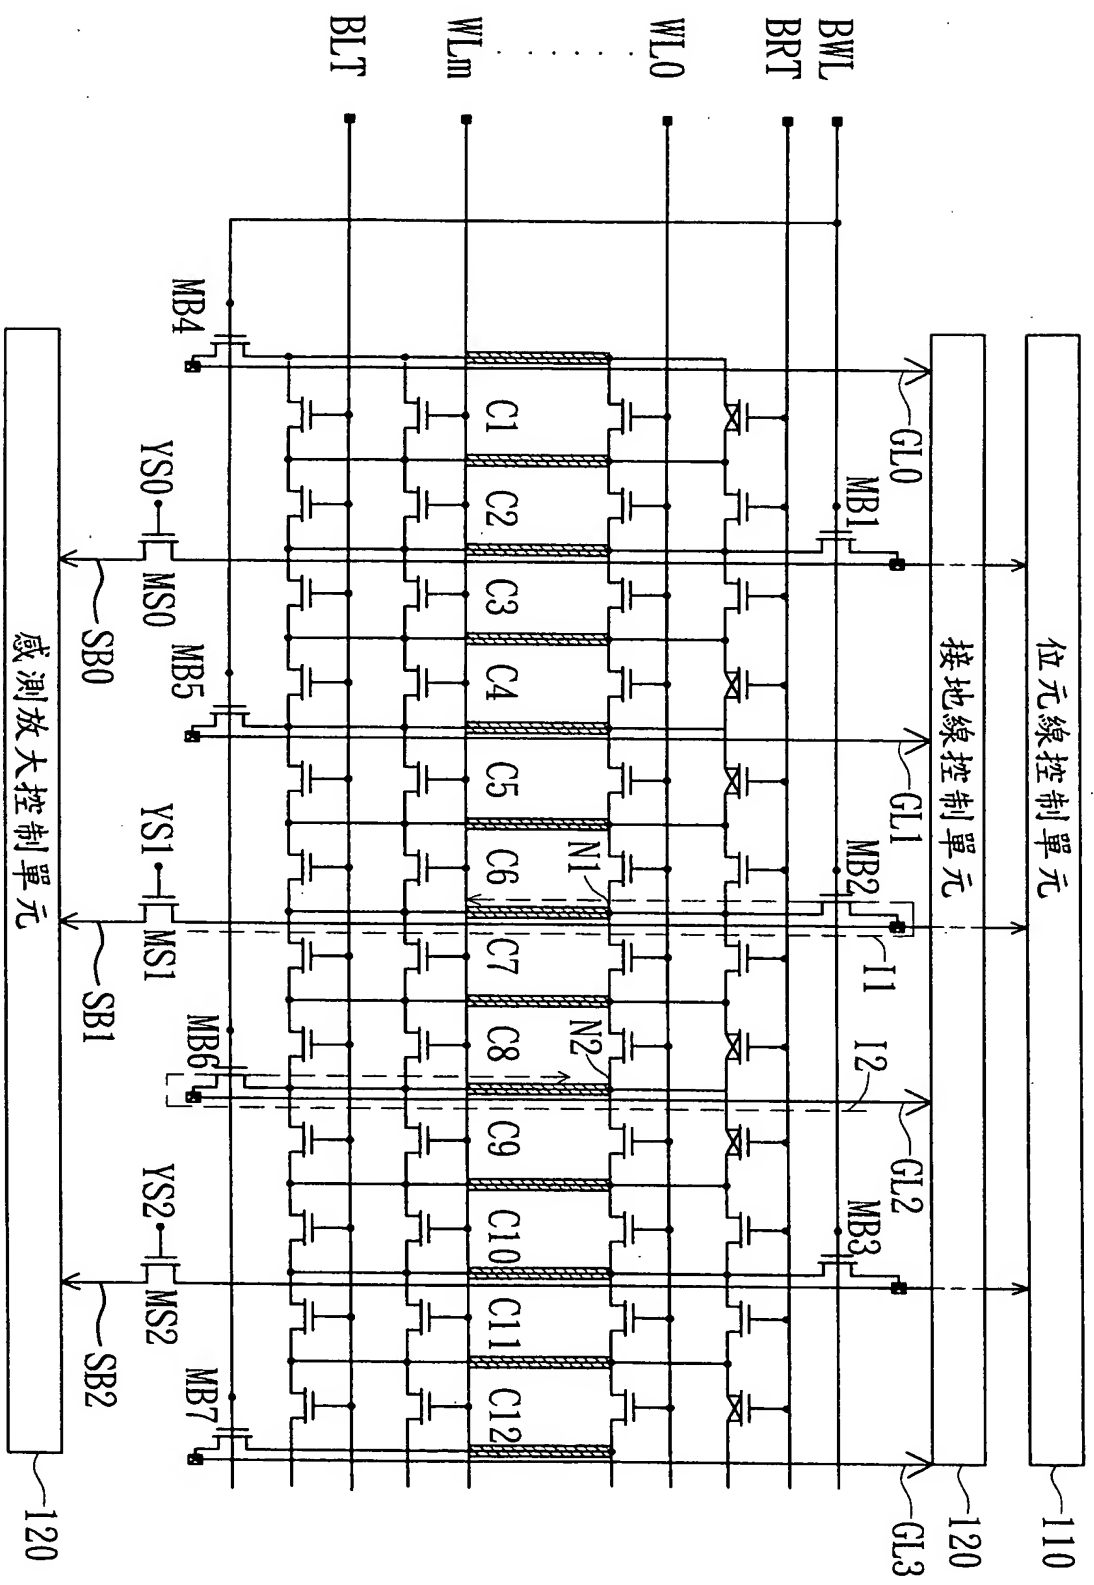 位元線控制單元
110
接地線控制單元
120
GL0
GL1
GL2
GL3
BWL
BRT
WL0
WLm
BLT
MB1
MB2
MB3
I1
I2
N1
N2
C1
C2
C3
C4
C5
C6
C7
C8
C9
C10
C11
C12
MB4
MB5
MB6
MB7
YS0
MS0
YS1
MS1
YS2
MS2
SB0
SB1
SB2
感測放大控制單元
120